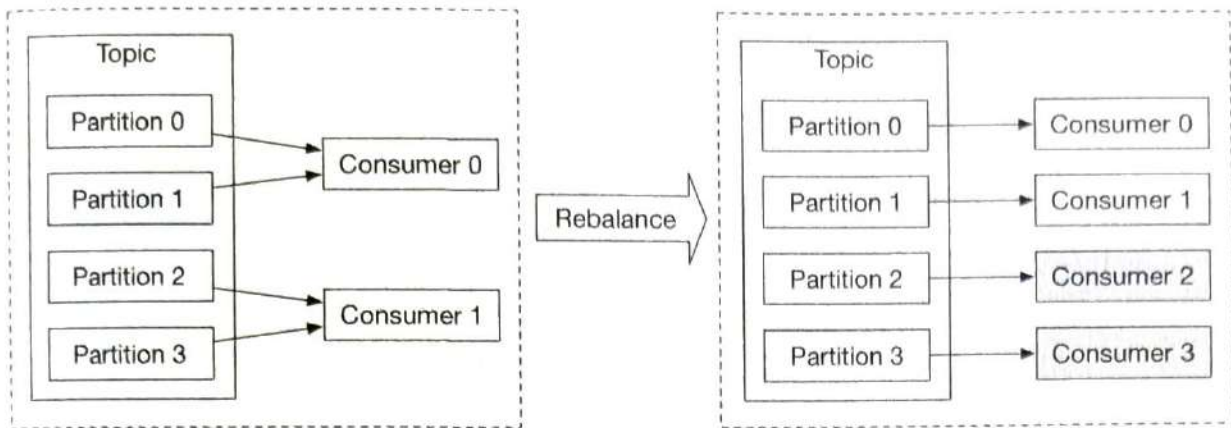 Topic
Partition 0
Partition 1
Partition 2
Partition 3
Consumer 0
Consumer 1
Rebalance
Topic
Partition 0
Partition 1
Partition 2
Partition 3
Consumer 0
Consumer 1
Consumer 2
Consumer 3